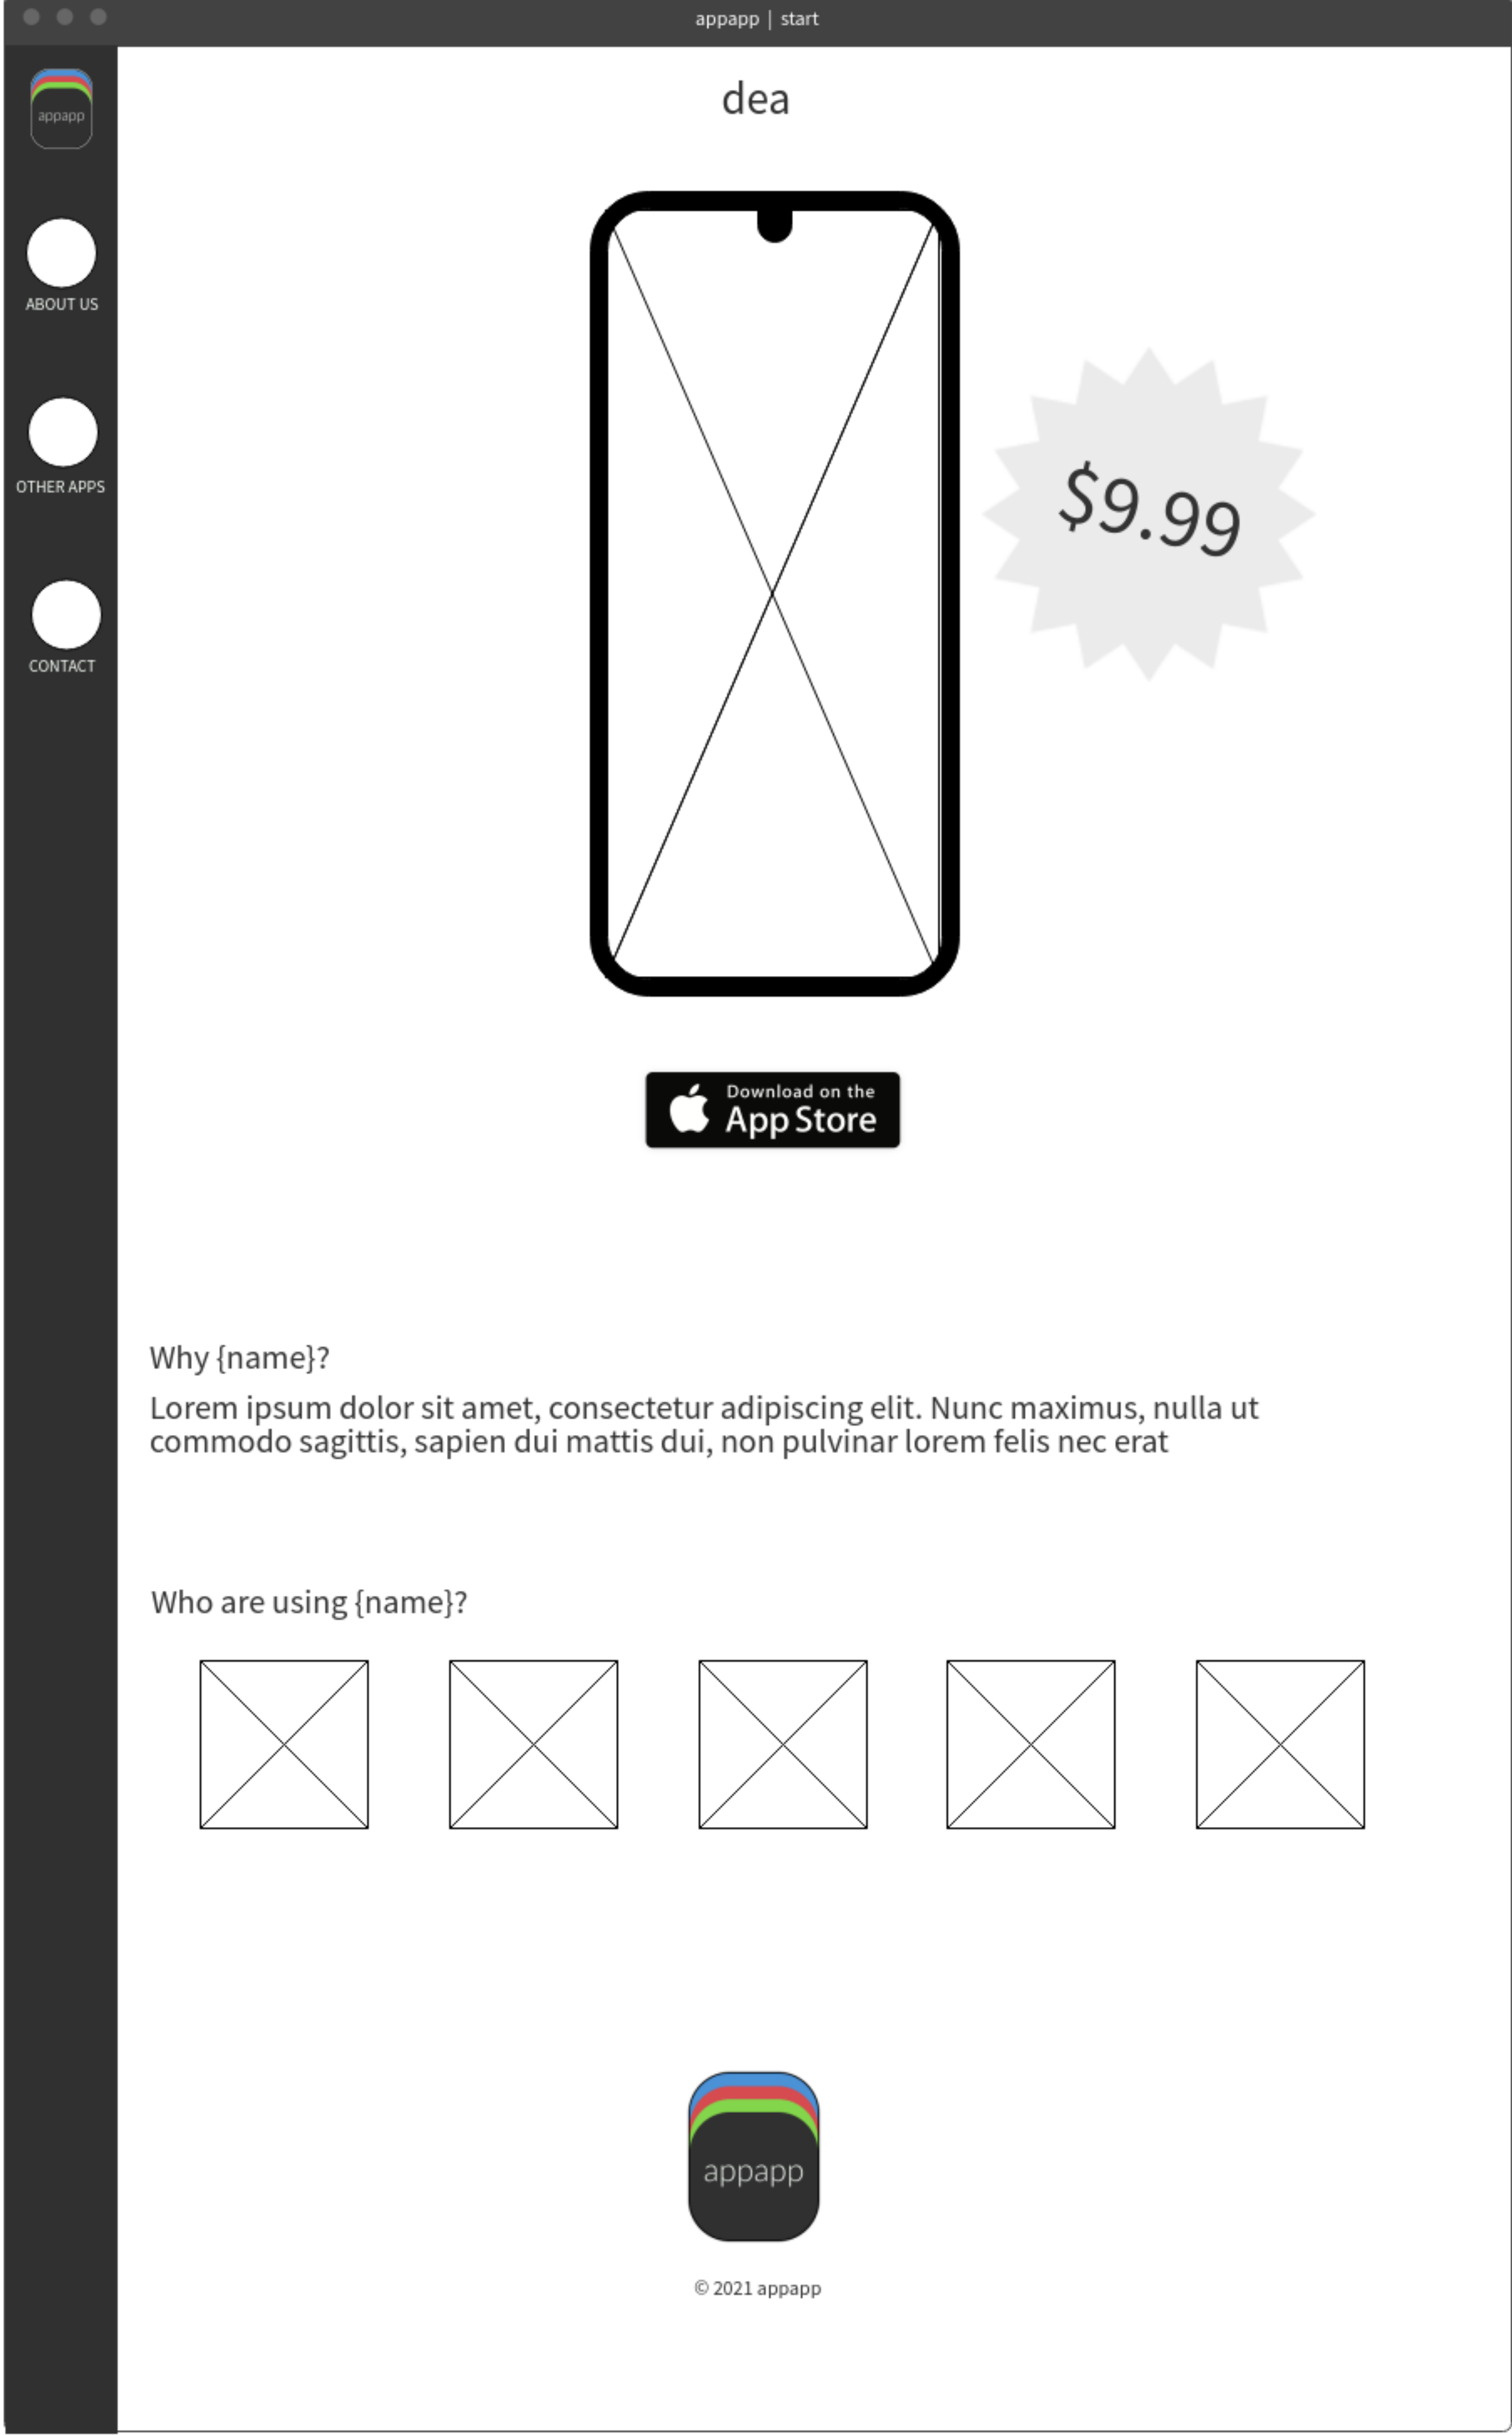 appapp | start
appapp
ABOUT US
OTHER APPS
CONTACT
dea
$9.99
Download on the
App Store
Why {name}?
Lorem ipsum dolor sit amet, consectetur adipiscing elit. Nunc maximus, nulla ut
commodo sagittis, sapien dui mattis dui, non pulvinar lorem felis nec erat
Who are using {name}?
appapp
© 2021 appapp